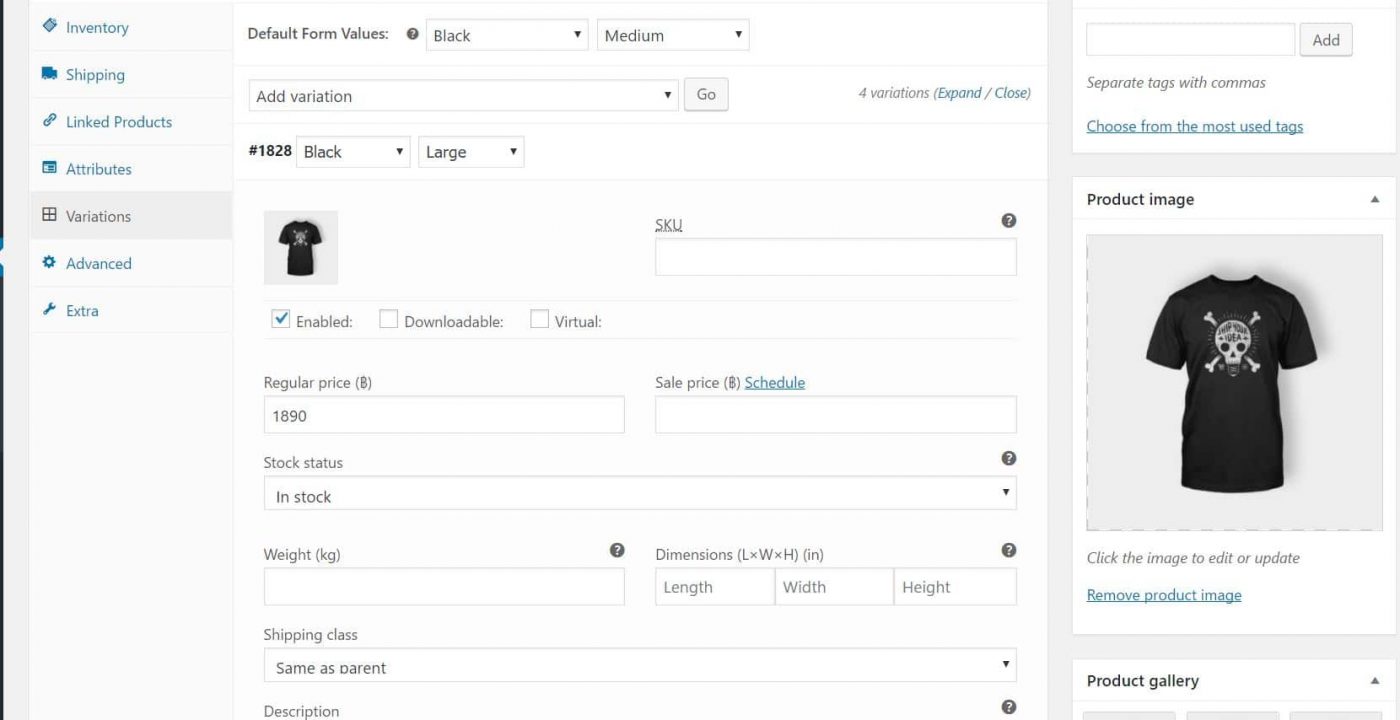 Inventory
Shipping
Linked Products
Attributes
Variations
Advanced
Extra
Default Form Values: ? Black Medium
Add variation Go 4 variations (Expand / Close)
#1828 Black Large
SKU ?
Enabled: Downloadable: Virtual:
Regular price (฿) Sale price (฿) Schedule
1890
Stock status ?
In stock
Weight (kg) ? Dimensions (L×W×H) (in) ?
Length Width Height
Shipping class
Same as parent
Description ?
Add
Separate tags with commas
Choose from the most used tags
Product image
SHIP YOUR
IDEA
Click the image to edit or update
Remove product image
Product gallery